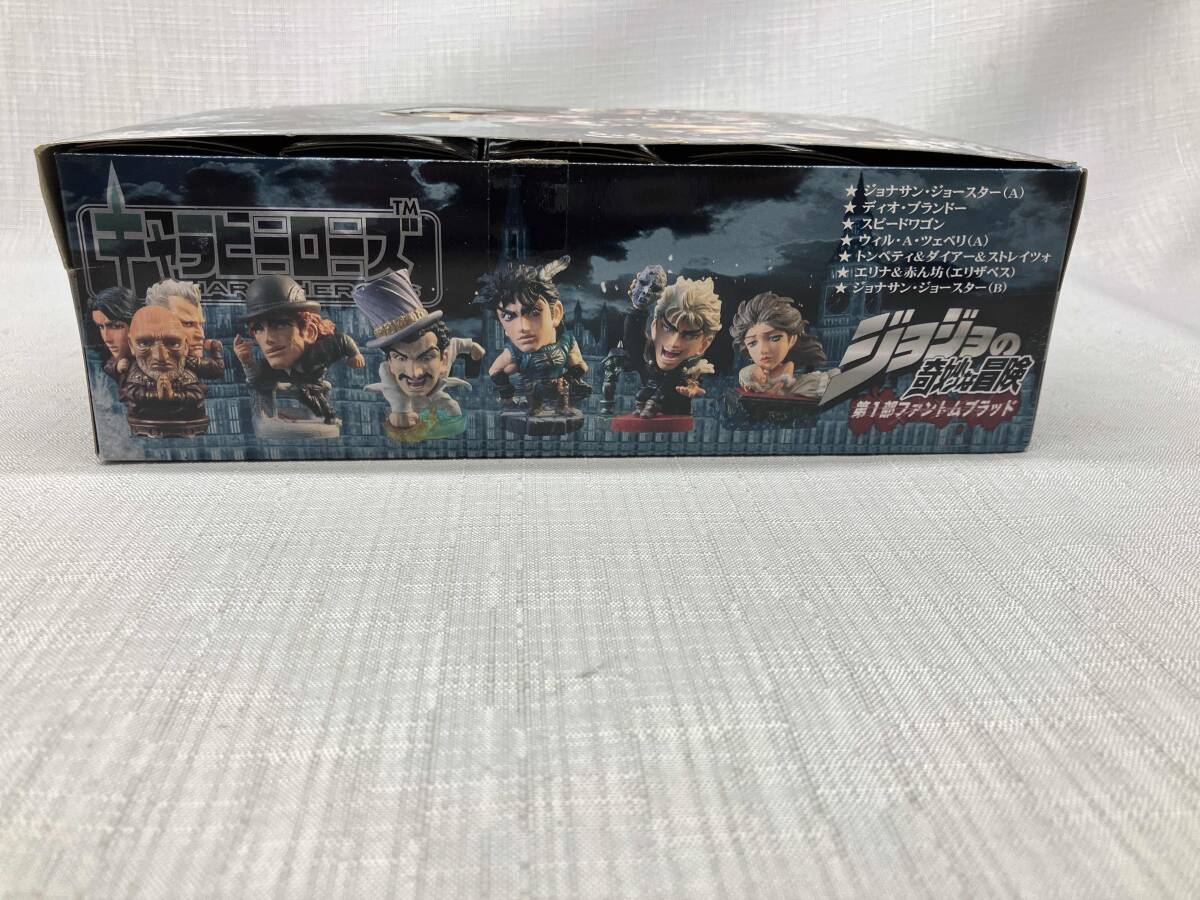 キャラヒーローズ™
★ ジョナサン・ジョースター(A)
★ ディオ・ブランドー
★ スピードワゴン
★ ウィル・A・ツェペリ(A)
★ トンペティ&ダイアー&ストレイツォ
★ エリナ&赤ん坊(エリザベス)
★ ジョナサン・ジョースター(B)
ジョジョの
奇妙な冒険
第1部ファントムブラッド